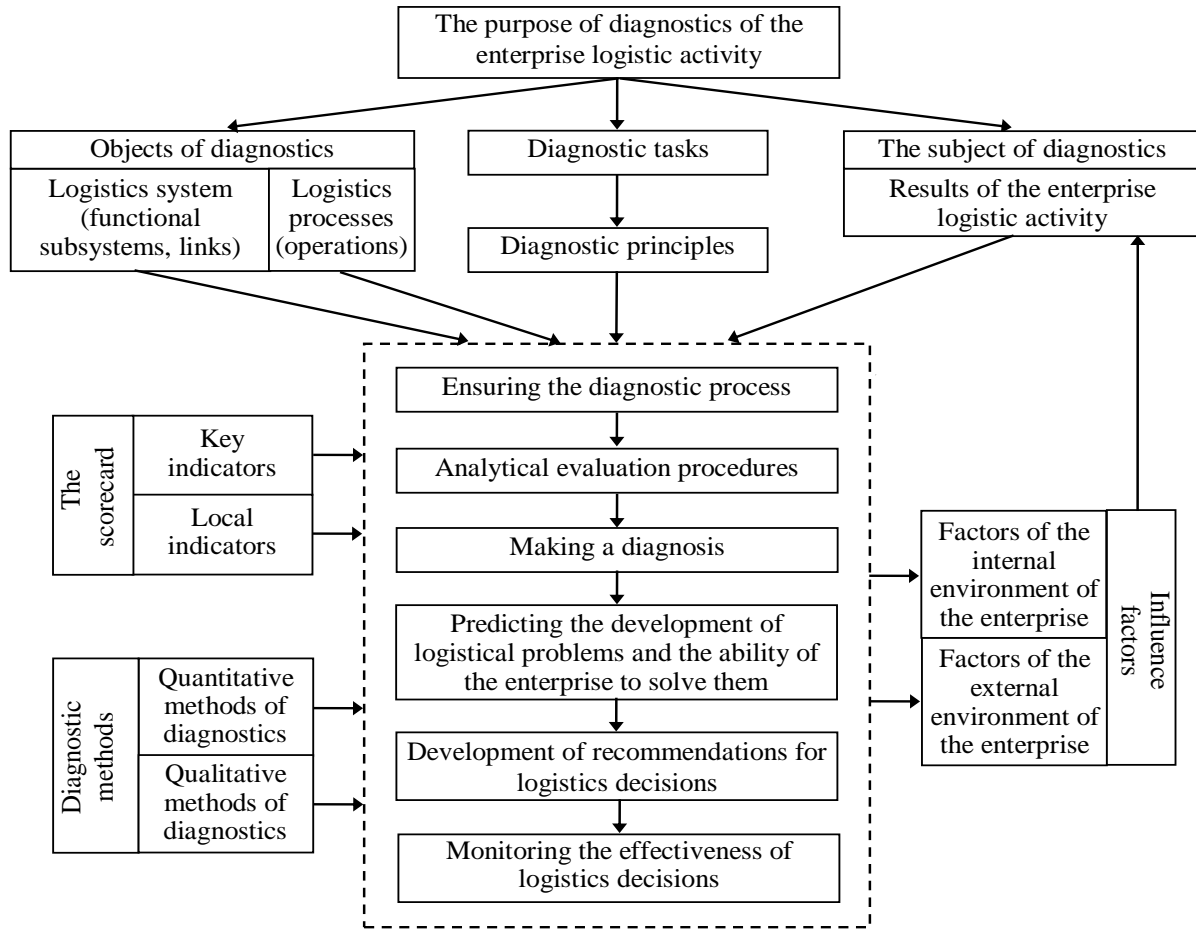 The purpose of diagnostics of the
enterprise logistic activity
Objects of diagnostics
Logistics system
(functional
subsystems, links)
Logistics
processes
(operations)
Diagnostic tasks
Diagnostic principles
The subject of diagnostics
Results of the enterprise
logistic activity
Ensuring the diagnostic process
Analytical evaluation procedures
Making a diagnosis
Predicting the development of
logistical problems and the ability of
the enterprise to solve them
Development of recommendations for
logistics decisions
Monitoring the effectiveness of
logistics decisions
The
scorecard
Key
indicators
Local
indicators
Diagnostic
methods
Quantitative
methods of
diagnostics
Qualitative
methods of
diagnostics
Factors of the
internal
environment of
the enterprise
Factors of the
external
environment of
the enterprise
Influence
factors